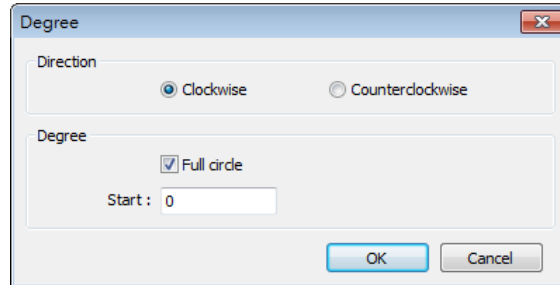 Degree
Direction
Clockwise Counterclockwise
Degree
Full circle
Start : 0
OK Cancel